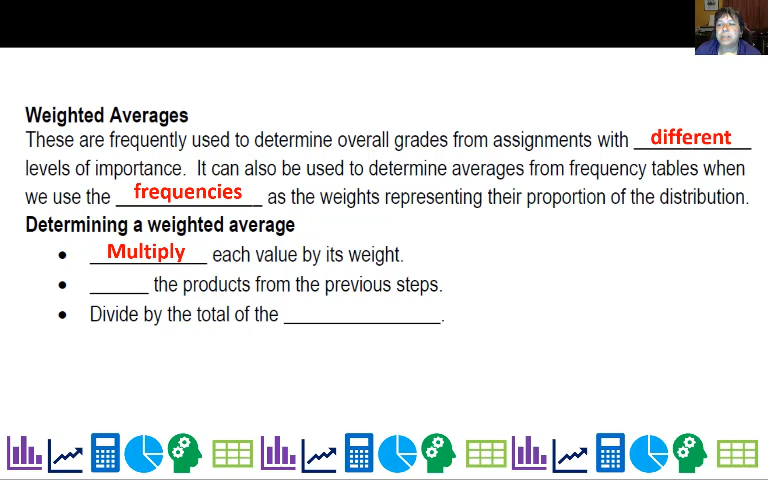 Weighted Averages
These are frequently used to determine overall grades from assignments with different
levels of importance. It can also be used to determine averages from frequency tables when
we use the frequencies as the weights representing their proportion of the distribution.
Determining a weighted average
• Multiply each value by its weight.
• ______ the products from the previous steps.
• Divide by the total of the ________________.